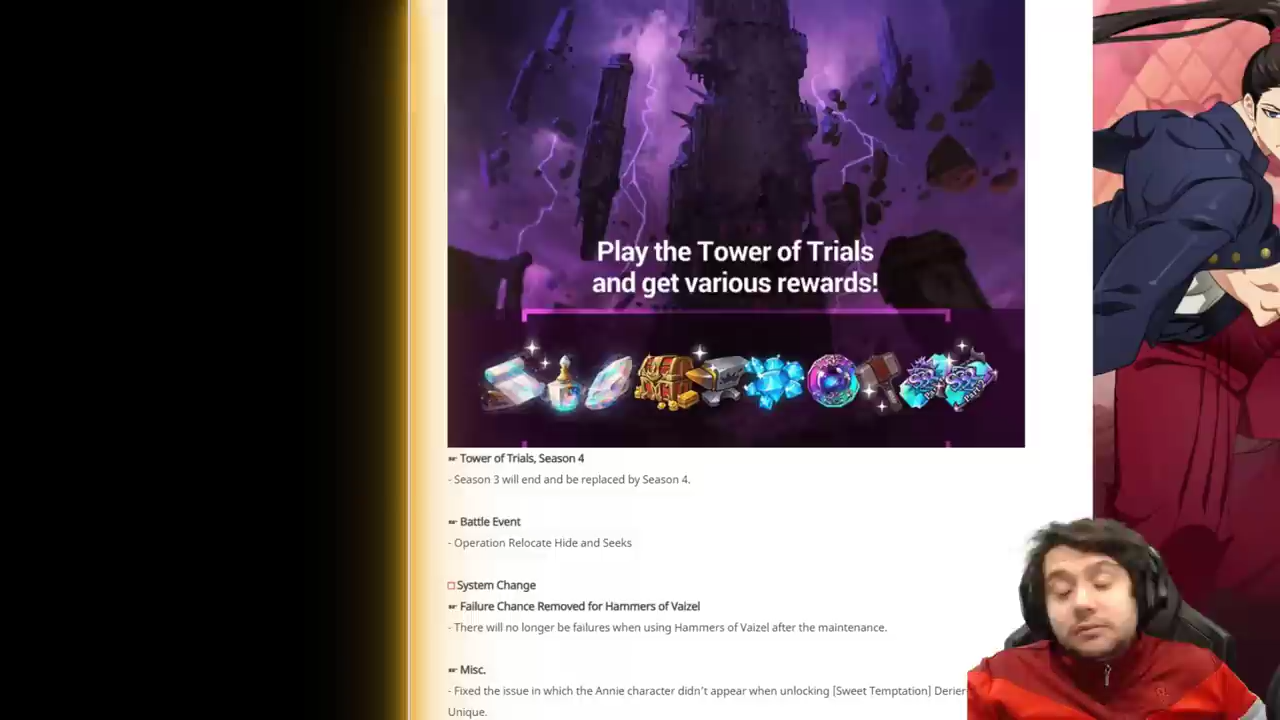 Play the Tower of Trials
and get various rewards!
☛ Tower of Trials, Season 4
- Season 3 will end and be replaced by Season 4.
☛ Battle Event
- Operation Relocate Hide and Seeks
□ System Change
☛ Failure Chance Removed for Hammers of Vaizel
- There will no longer be failures when using Hammers of Vaizel after the maintenance.
☛ Misc.
- Fixed the issue in which the Annie character didn't appear when unlocking [Sweet Temptation] Derier
Unique.